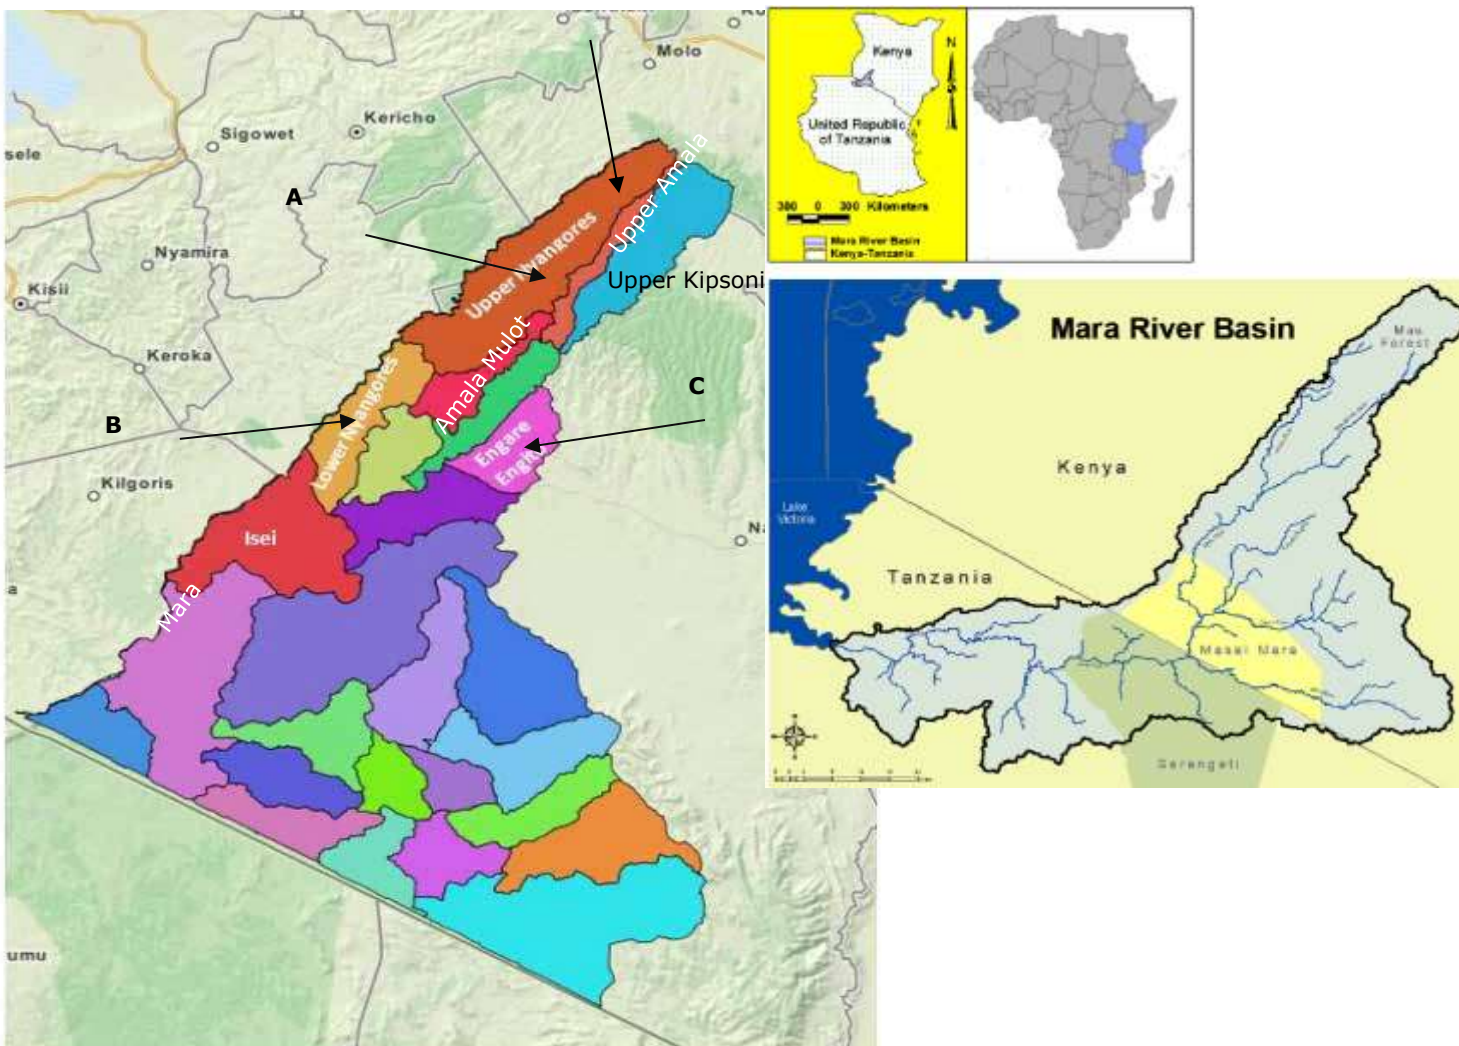 Molo
Kericho
Sigowet
sele
A
Nyamira
Kisii
Keroka
B
Kilgoris
C
Upper Nyangores
Upper Amala
Upper Kipsoni
Amala Mulot
Lower Nyangores
Engare
Isei
Mara
a
umu
Kenya
N
United Republic
of Tanzania
300 0 300 Kilometers
Mara River Basin
Kenya-Tanzania
Mara River Basin
Mau
Forest
Kenya
Lake
Victoria
Tanzania
Masai Mara
Serengeti